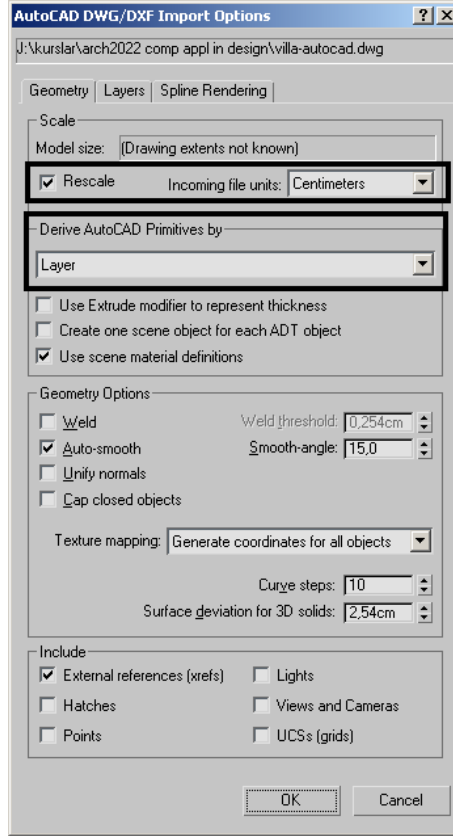 AutoCAD DWG/DXF Import Options
J:\kurslar\arch2022 comp appl in design\villa-autocad.dwg
Geometry Layers Spline Rendering
Scale
Model size: (Drawing extents not known)
Rescale Incoming file units: Centimeters
Derive AutoCAD Primitives by
Layer
Use Extrude modifier to represent thickness
Create one scene object for each ADT object
Use scene material definitions
Geometry Options
Weld Weld threshold: 0,254cm
Auto-smooth Smooth-angle: 15,0
Unify normals
Cap closed objects
Texture mapping: Generate coordinates for all objects
Curve steps: 10
Surface deviation for 3D solids: 2,54cm
Include
External references (xrefs) Lights
Hatches Views and Cameras
Points UCSs (grids)
OK Cancel